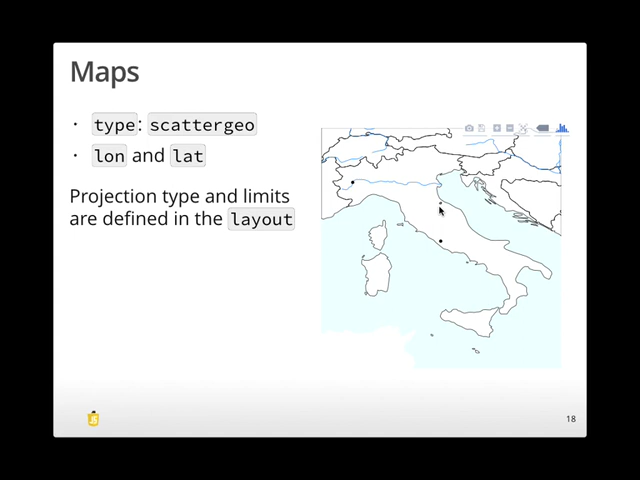 Maps
· type: scattergeo
· lon and lat
Projection type and limits
are defined in the layout
18